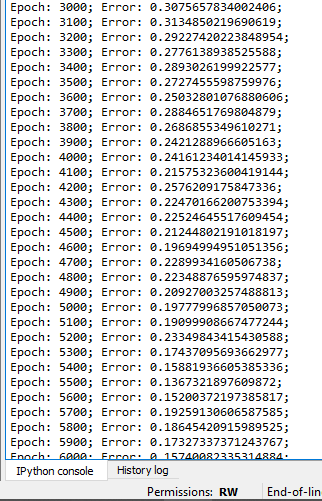 Epoch: 3000; Error: 0.3075657834002406;
Epoch: 3100; Error: 0.3134850219690619;
Epoch: 3200; Error: 0.29227420223848954;
Epoch: 3300; Error: 0.2776138938525588;
Epoch: 3400; Error: 0.2893026199922577;
Epoch: 3500; Error: 0.2727455598759976;
Epoch: 3600; Error: 0.25032801076880606;
Epoch: 3700; Error: 0.2884651769804879;
Epoch: 3800; Error: 0.2686855349610271;
Epoch: 3900; Error: 0.2421288966605163;
Epoch: 4000; Error: 0.24161234014145933;
Epoch: 4100; Error: 0.21575323600419144;
Epoch: 4200; Error: 0.2576209175847336;
Epoch: 4300; Error: 0.22470166200753394;
Epoch: 4400; Error: 0.22524645517609454;
Epoch: 4500; Error: 0.21244802191018197;
Epoch: 4600; Error: 0.19694994951051356;
Epoch: 4700; Error: 0.2289934160506738;
Epoch: 4800; Error: 0.22348876595974837;
Epoch: 4900; Error: 0.20927003257488813;
Epoch: 5000; Error: 0.19777996857050073;
Epoch: 5100; Error: 0.19099908667477244;
Epoch: 5200; Error: 0.23349843415430588;
Epoch: 5300; Error: 0.17437095693662977;
Epoch: 5400; Error: 0.15881936605385336;
Epoch: 5500; Error: 0.1367321897609872;
Epoch: 5600; Error: 0.15200372197385817;
Epoch: 5700; Error: 0.19259130606587585;
Epoch: 5800; Error: 0.18645420915989525;
Epoch: 5900; Error: 0.17327337371243767;
Epoch: 6000; Error: 0.15740082335314884;
IPython console History log
Permissions: RW End-of-lin